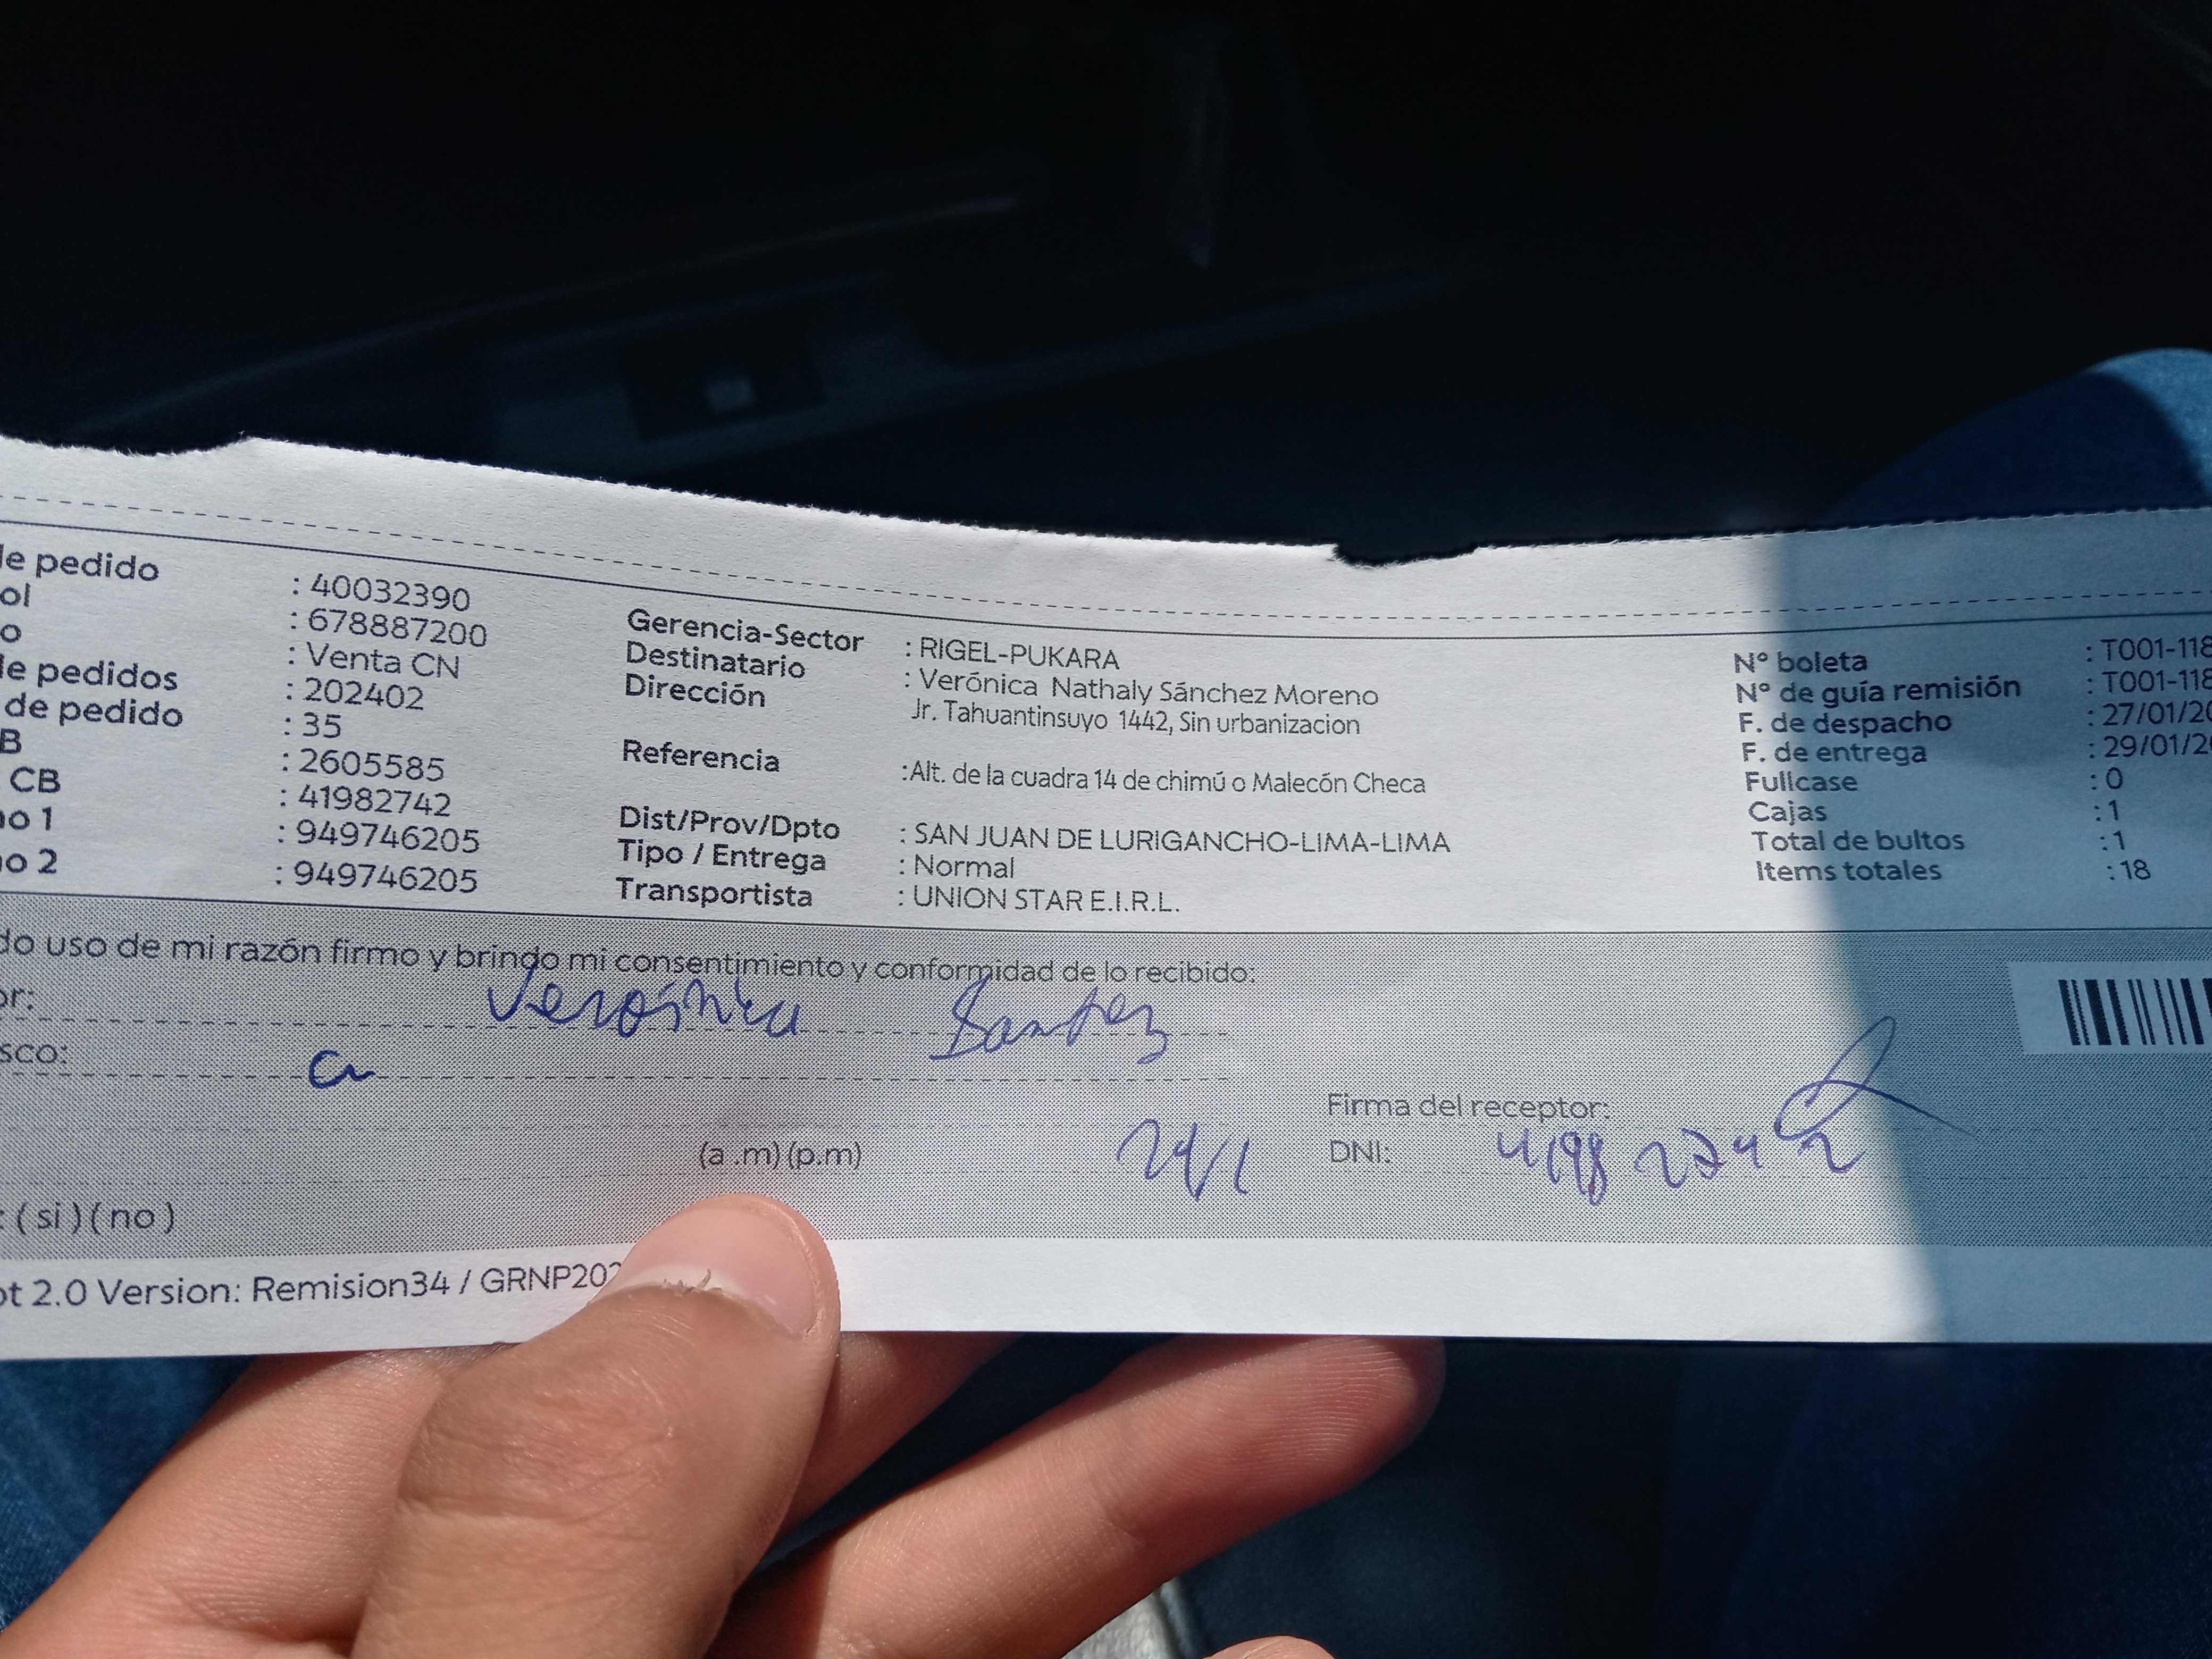 de pedido : 40032390
ol : 678887200
o : Venta CN
de pedidos : 202402
de pedido : 35
B : 2605585
CB : 41982742
no 1 : 949746205
no 2 : 949746205
Gerencia-Sector : RIGEL-PUKARA
Destinatario : Verónica Nathaly Sánchez Moreno
Dirección Jr. Tahuantinsuyo 1442, Sin urbanizacion
Referencia :Alt. de la cuadra 14 de chimú o Malecón Checa
Dist/Prov/Dpto : SAN JUAN DE LURIGANCHO-LIMA-LIMA
Tipo / Entrega : Normal
Transportista : UNION STAR E.I.R.L.
N° boleta : T001-118
N° de guía remisión : T001-118
F. de despacho : 27/01/20
F. de entrega : 29/01/2
Fullcase : 0
Cajas : 1
Total de bultos : 1
Items totales : 18
do uso de mi razón firmo y brindo mi consentimiento y conformidad de lo recibido:
or: Verónica
sco:
Firma del receptor:
(a .m) (p.m) DNI: 41982742
: ( si ) ( no )
ot 2.0 Version: Remision34 / GRNP202